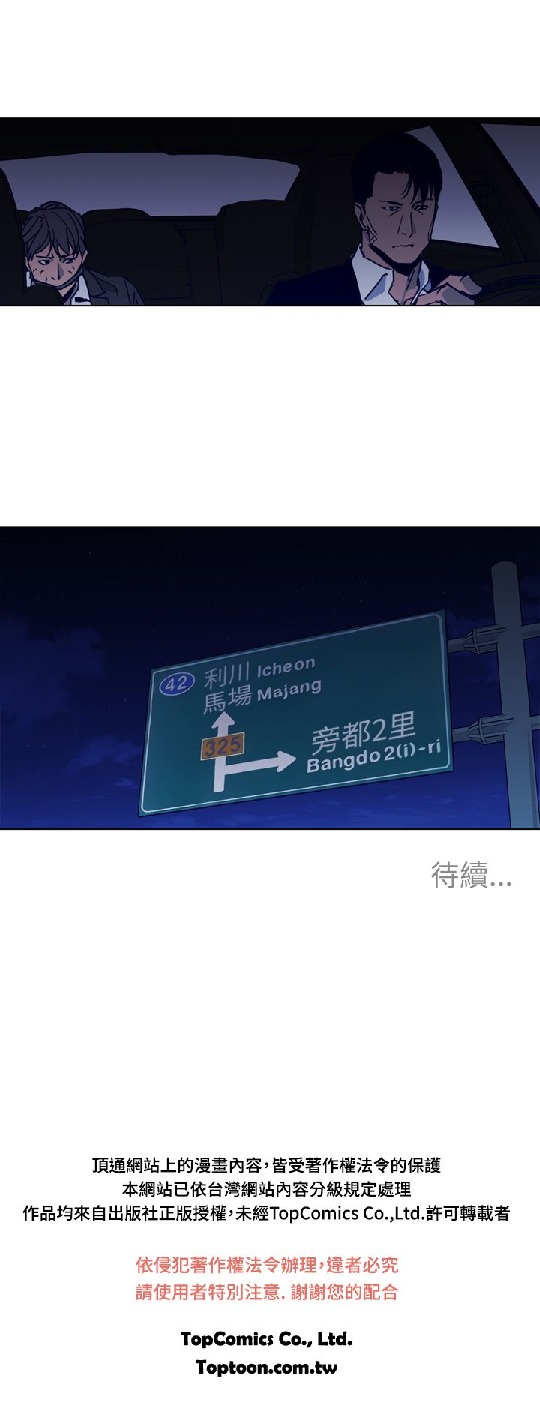 42 利川 Icheon
馬場 Majang
325
旁都2里
Bangdo 2(i)-ri
待續...
頂通網站上的漫畫內容,皆受著作權法令的保護
本網站已依台灣網站內容分級規定處理
作品均來自出版社正版授權,未經TopComics Co.,Ltd.許可轉載者
依侵犯著作權法令辦理,違者必究
請使用者特別注意. 謝謝您的配合
TopComics Co., Ltd.
Toptoon.com.tw